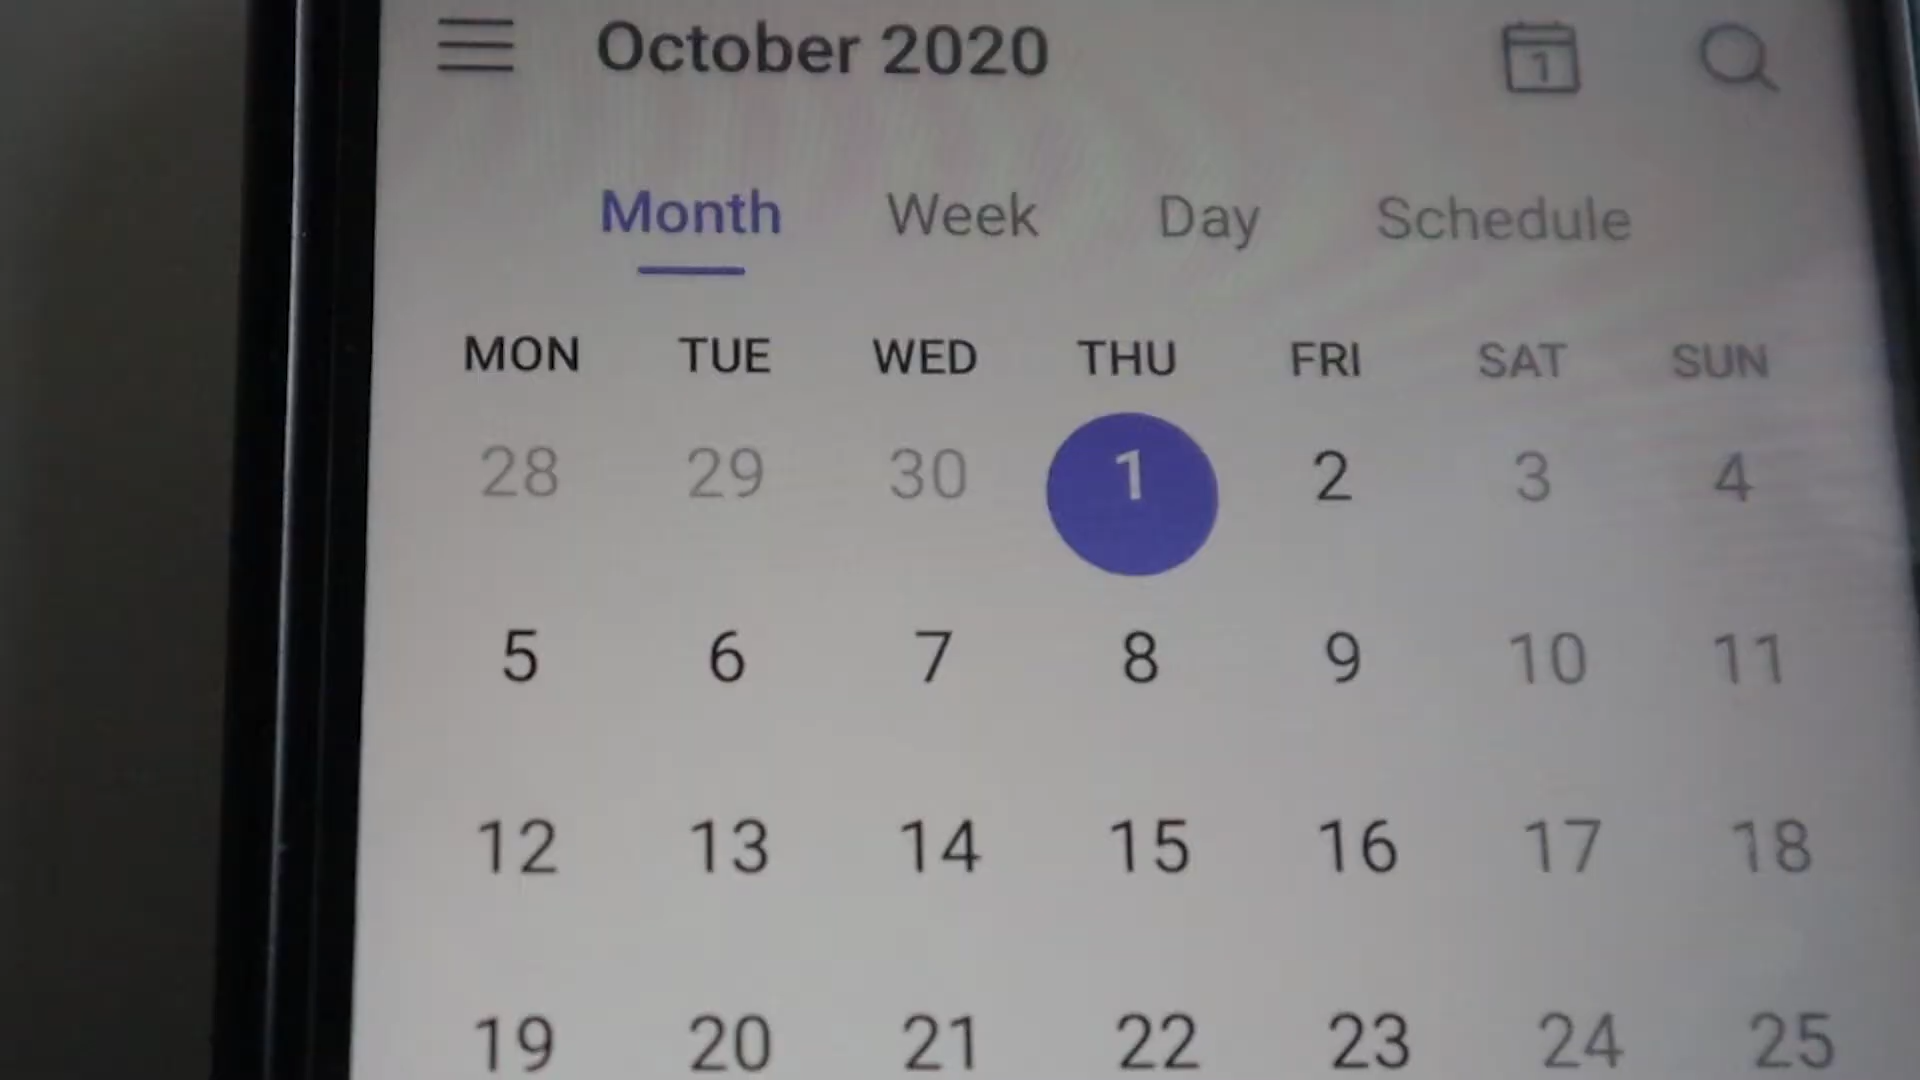 October 2020 1
Month Week Day Schedule
MON TUE WED THU FRI SAT SUN
28 29 30 1 2 3 4
5 6 7 8 9 10 11
12 13 14 15 16 17 18
19 20 21 22 23 24 25